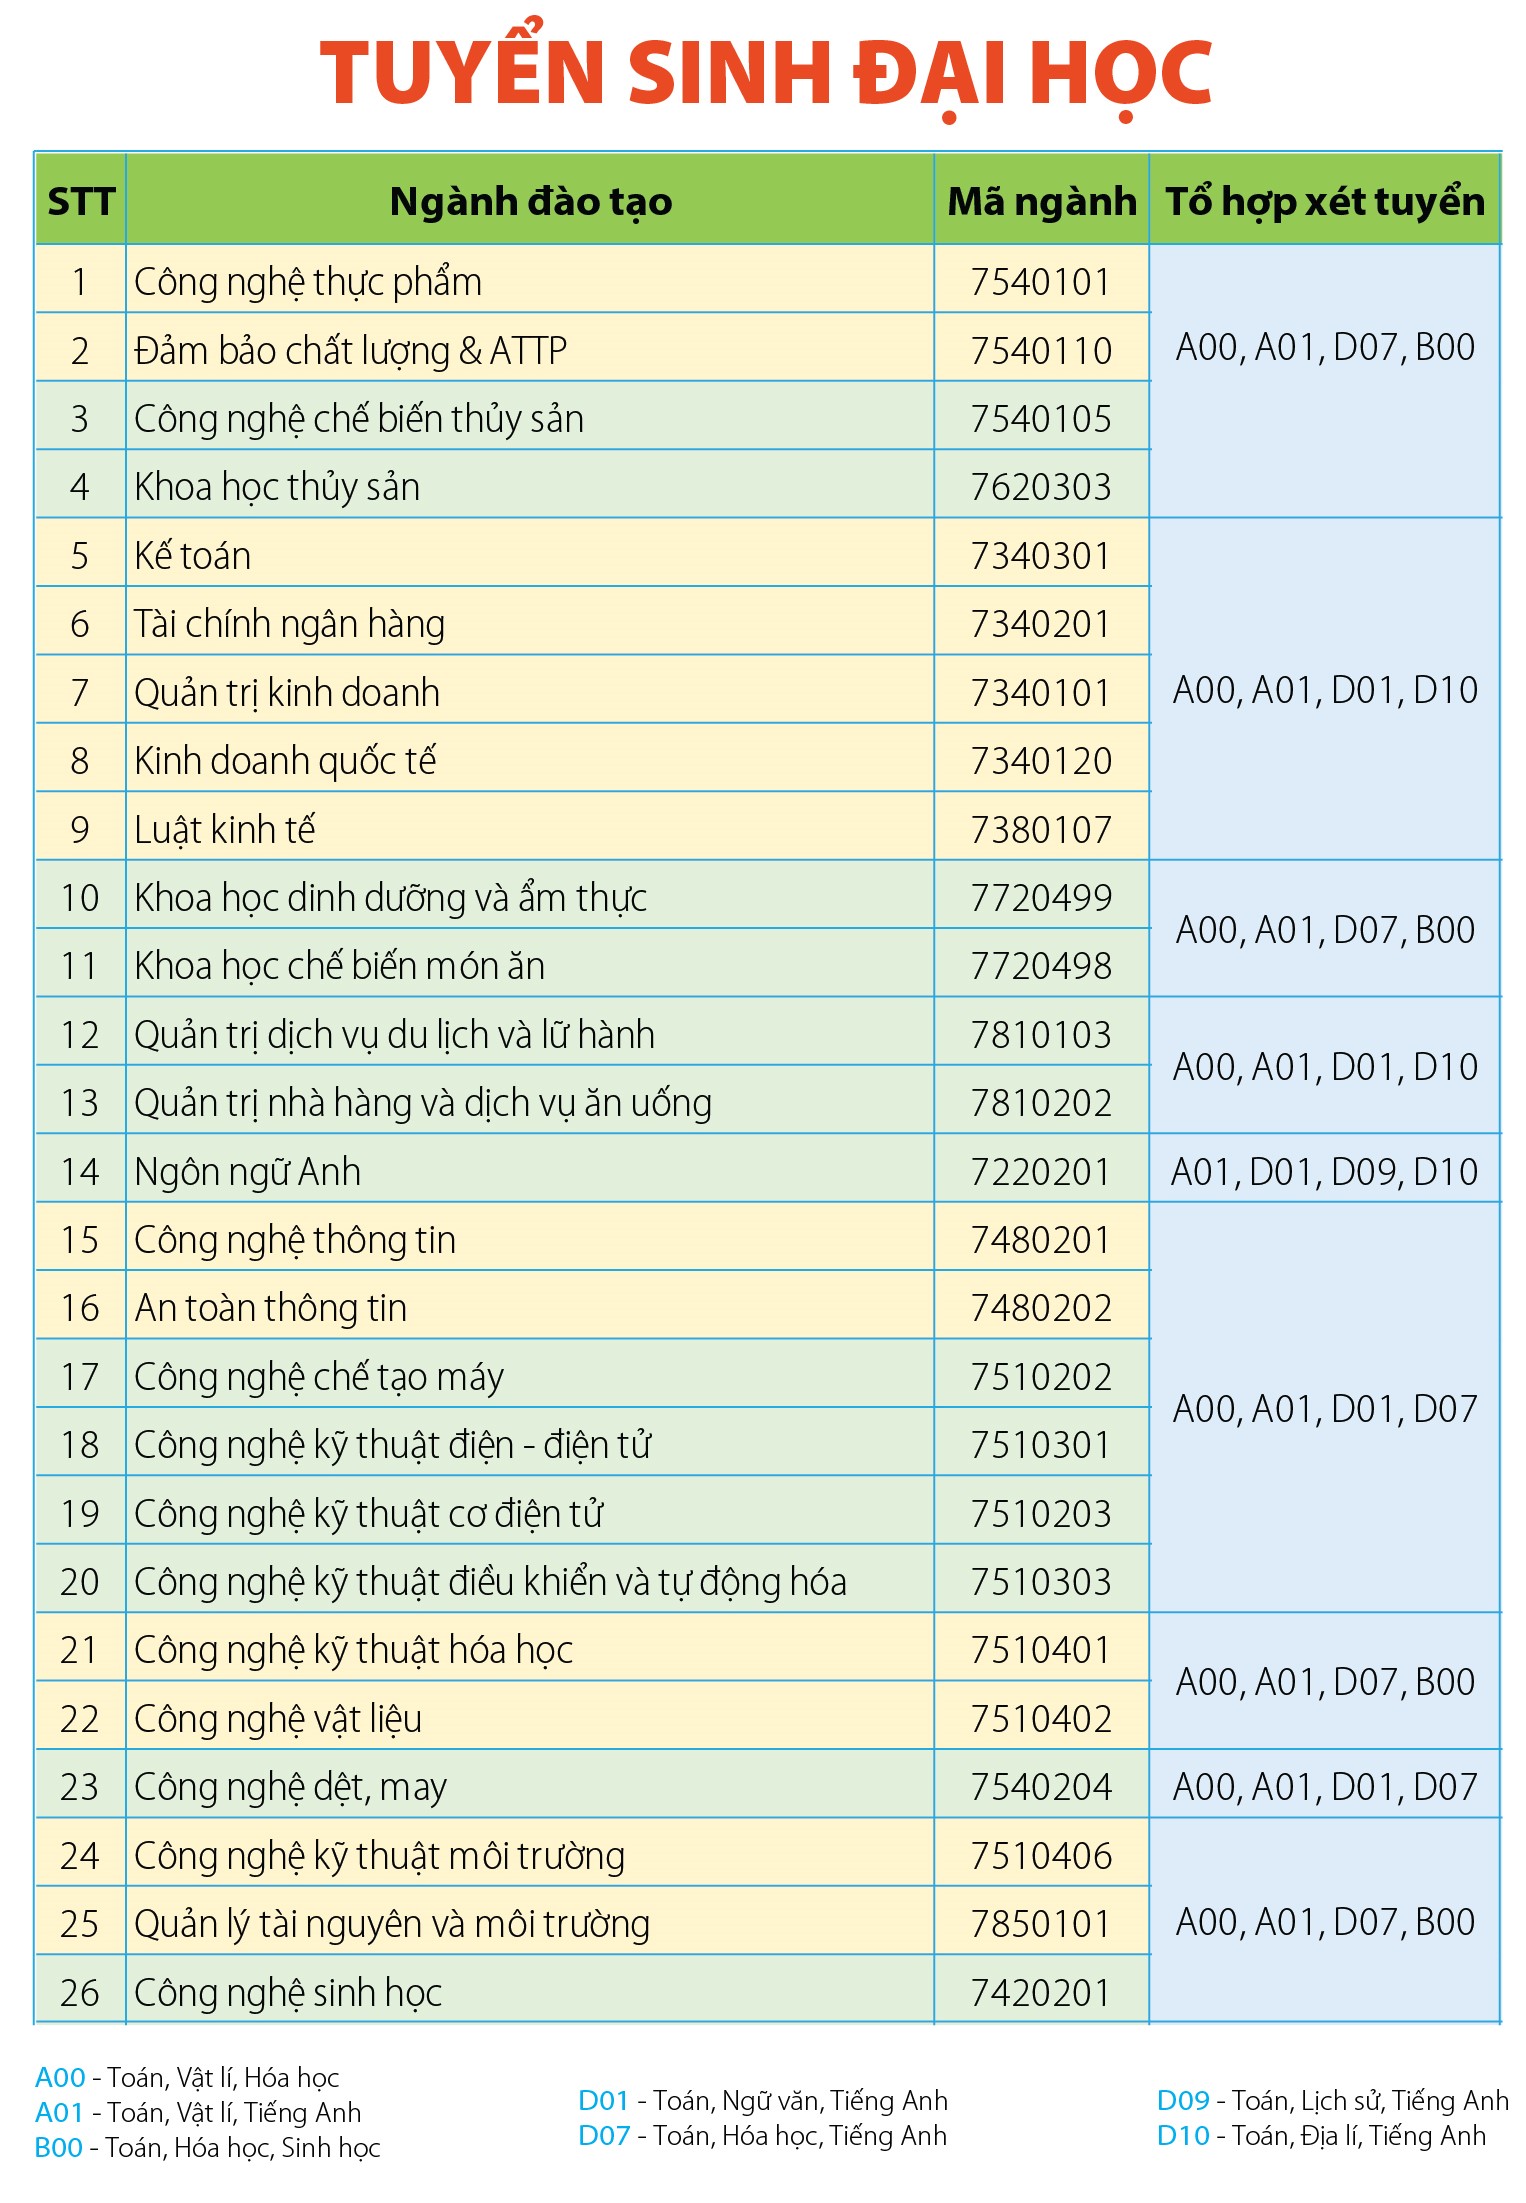 TUYỂN SINH ĐẠI HỌC
STT Ngành đào tạo Mã ngành Tổ hợp xét tuyển
1 Công nghệ thực phẩm 7540101
2 Đảm bảo chất lượng & ATTP 7540110 A00, A01, D07, B00
3 Công nghệ chế biến thủy sản 7540105
4 Khoa học thủy sản 7620303
5 Kế toán 7340301
6 Tài chính ngân hàng 7340201
7 Quản trị kinh doanh 7340101 A00, A01, D01, D10
8 Kinh doanh quốc tế 7340120
9 Luật kinh tế 7380107
10 Khoa học dinh dưỡng và ẩm thực 7720499 A00, A01, D07, B00
11 Khoa học chế biến món ăn 7720498
12 Quản trị dịch vụ du lịch và lữ hành 7810103 A00, A01, D01, D10
13 Quản trị nhà hàng và dịch vụ ăn uống 7810202
14 Ngôn ngữ Anh 7220201 A01, D01, D09, D10
15 Công nghệ thông tin 7480201
16 An toàn thông tin 7480202
17 Công nghệ chế tạo máy 7510202 A00, A01, D01, D07
18 Công nghệ kỹ thuật điện - điện tử 7510301
19 Công nghệ kỹ thuật cơ điện tử 7510203
20 Công nghệ kỹ thuật điều khiển và tự động hóa 7510303
21 Công nghệ kỹ thuật hóa học 7510401 A00, A01, D07, B00
22 Công nghệ vật liệu 7510402
23 Công nghệ dệt, may 7540204 A00, A01, D01, D07
24 Công nghệ kỹ thuật môi trường 7510406
25 Quản lý tài nguyên và môi trường 7850101 A00, A01, D07, B00
26 Công nghệ sinh học 7420201
A00 - Toán, Vật lí, Hóa học
A01 - Toán, Vật lí, Tiếng Anh
B00 - Toán, Hóa học, Sinh học
D01 - Toán, Ngữ văn, Tiếng Anh
D07 - Toán, Hóa học, Tiếng Anh
D09 - Toán, Lịch sử, Tiếng Anh
D10 - Toán, Địa lí, Tiếng Anh